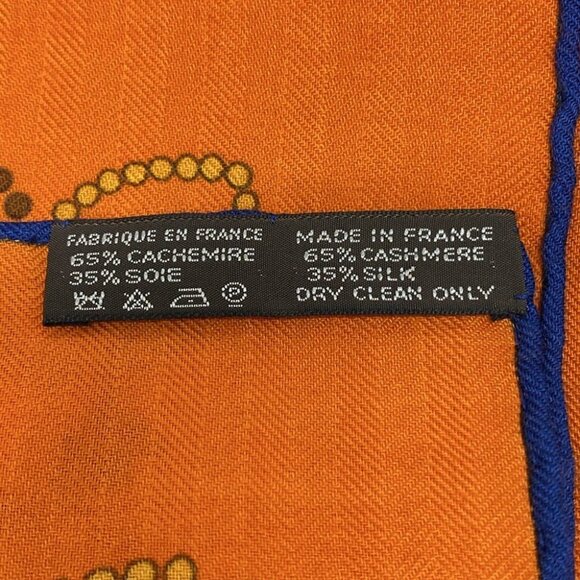 FABRIQUE EN FRANCE
65% CACHEMIRE
35% SOIE
P
MADE IN FRANCE
65% CASHMERE
35% SILK
DRY CLEAN ONLY